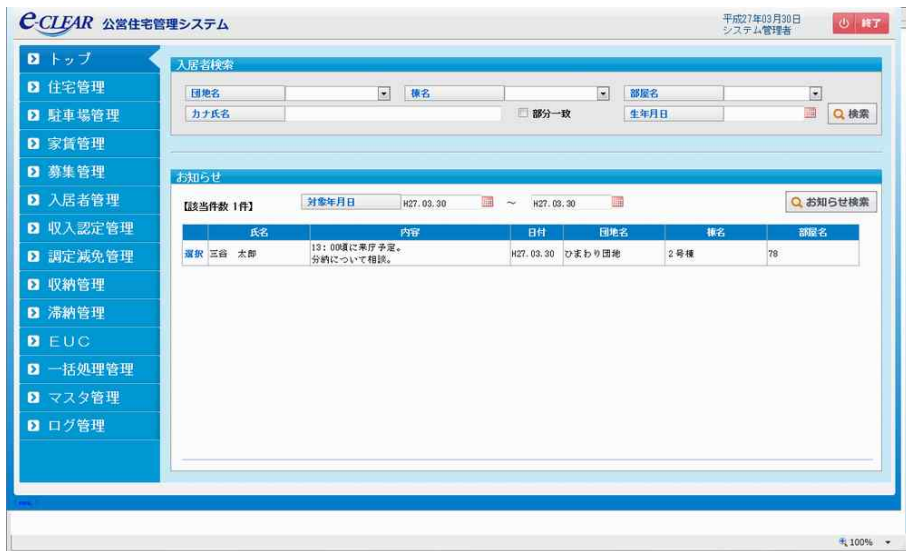 e-CLEAR 公営住宅管理システム
平成27年03月30日
システム管理者
終了
トップ
住宅管理
駐車場管理
家賃管理
募集管理
入居者管理
収入認定管理
調定減免管理
収納管理
滞納管理
EUC
一括処理管理
マスタ管理
ログ管理
入居者検索
団地名 棟名 部屋名
カナ氏名 部分一致 生年月日 検索
お知らせ
【該当件数 1件】 対象年月日 H27.03.30 ～ H27.03.30 お知らせ検索
氏名 内容 日付 団地名 棟名 部屋名
選択 三谷 太郎 13：00頃に来庁予定。 H27.03.30 ひまわり団地 2号棟 78
分納について相談。
100%